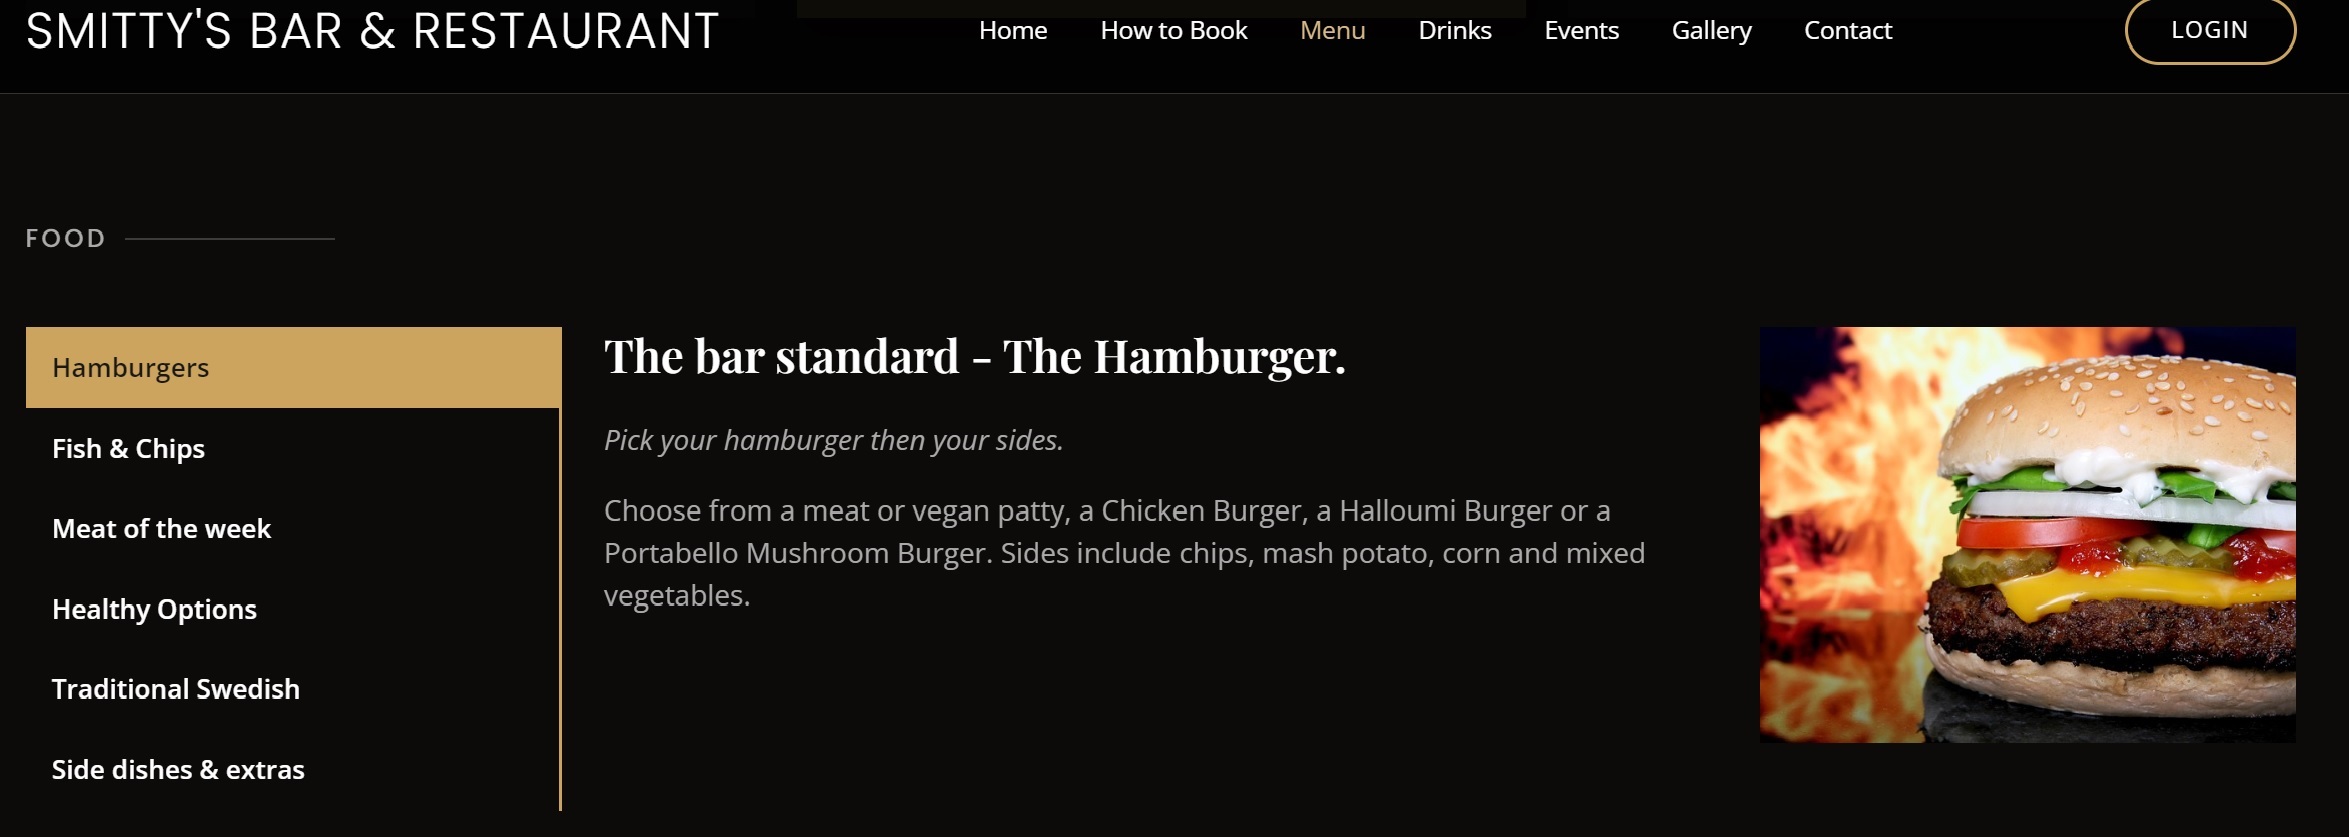 SMITTY'S BAR & RESTAURANT
Home
How to Book
Menu
Drinks
Events
Gallery
Contact
LOGIN
FOOD
Hamburgers
Fish & Chips
Meat of the week
Healthy Options
Traditional Swedish
Side dishes & extras
The bar standard - The Hamburger.
Pick your hamburger then your sides.
Choose from a meat or vegan patty, a Chicken Burger, a Halloumi Burger or a
Portabello Mushroom Burger. Sides include chips, mash potato, corn and mixed
vegetables.